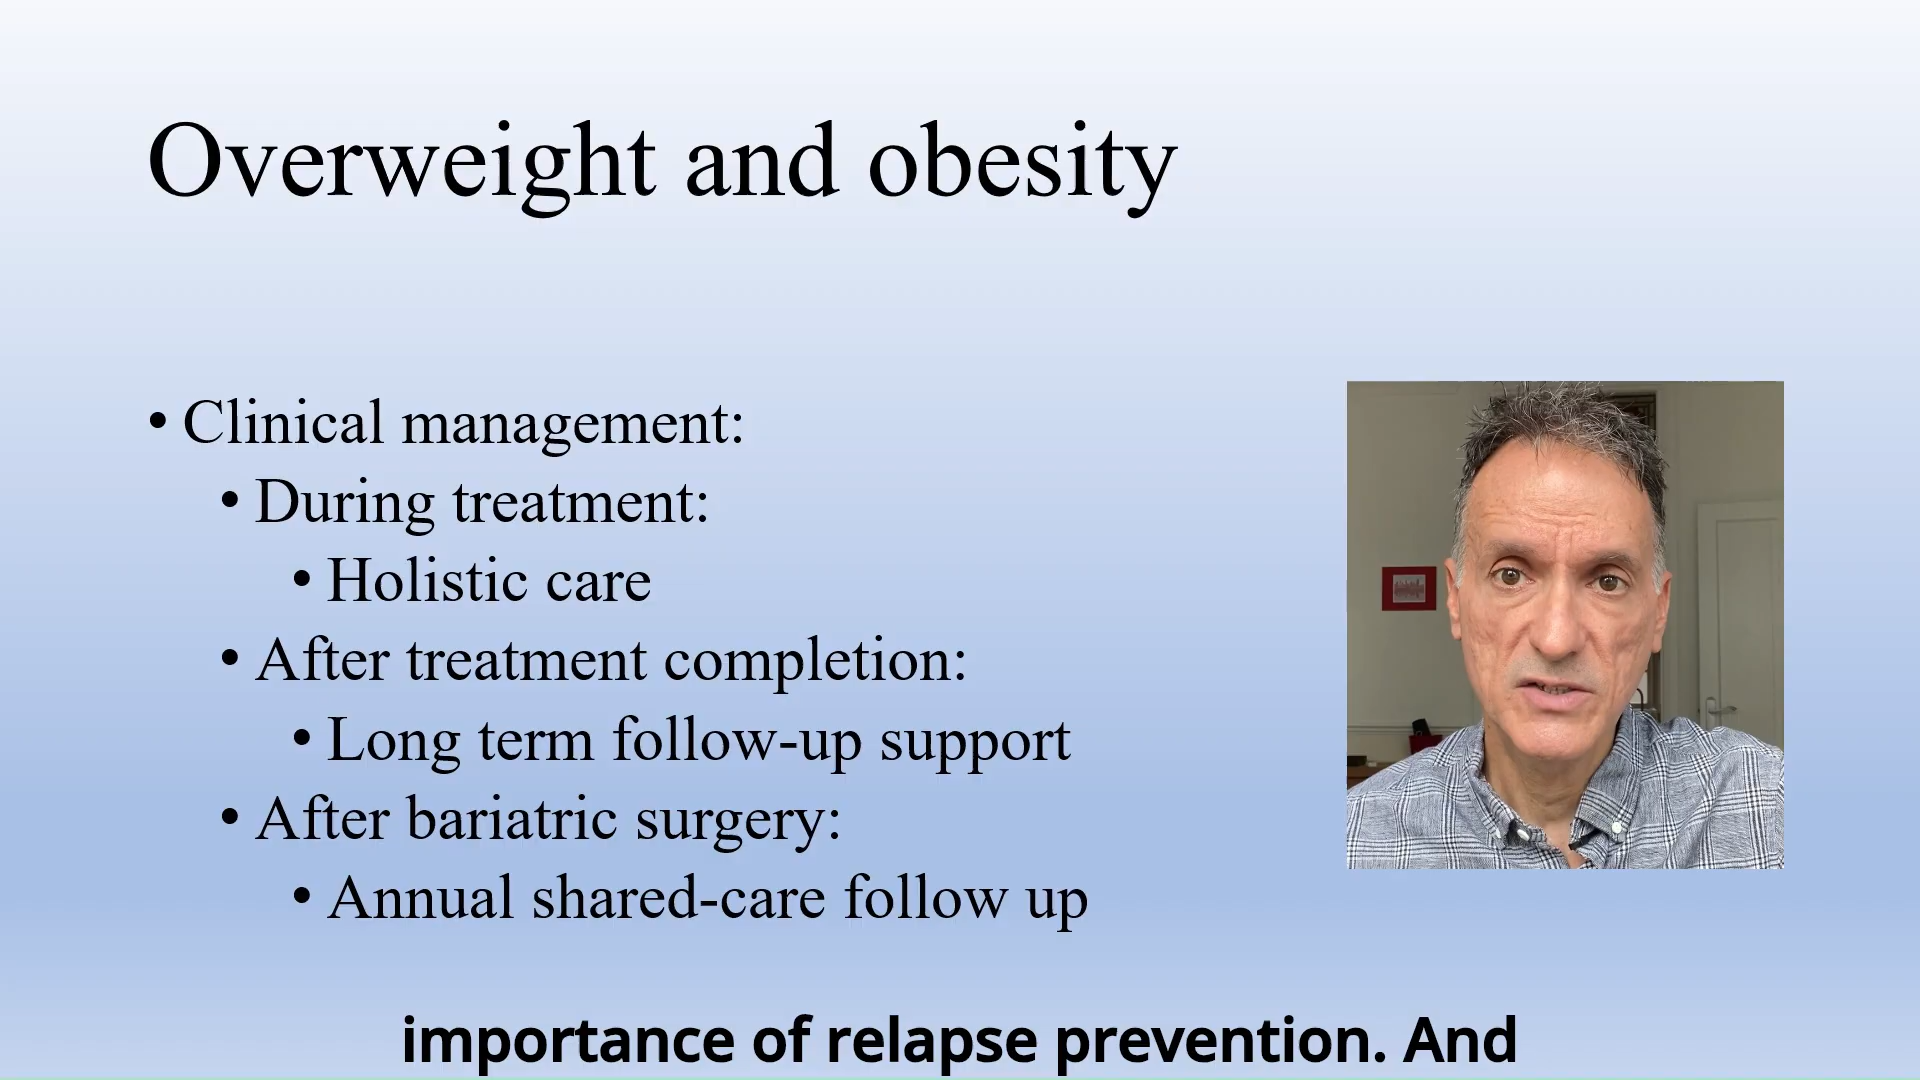 Overweight and obesity
• Clinical management:
• During treatment:
• Holistic care
• After treatment completion:
• Long term follow-up support
• After bariatric surgery:
• Annual shared-care follow up
importance of relapse prevention. And